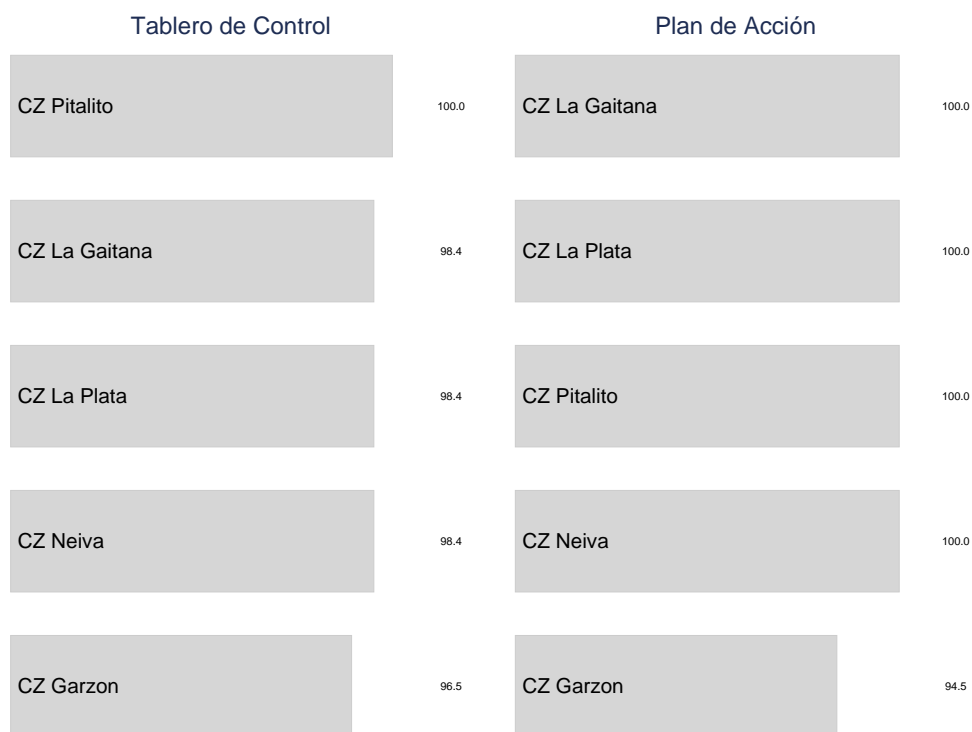 Tablero de Control
CZ Pitalito 100.0
CZ La Gaitana 98.4
CZ La Plata 98.4
CZ Neiva 98.4
CZ Garzon 96.5
Plan de Acción
CZ La Gaitana 100.0
CZ La Plata 100.0
CZ Pitalito 100.0
CZ Neiva 100.0
CZ Garzon 94.5